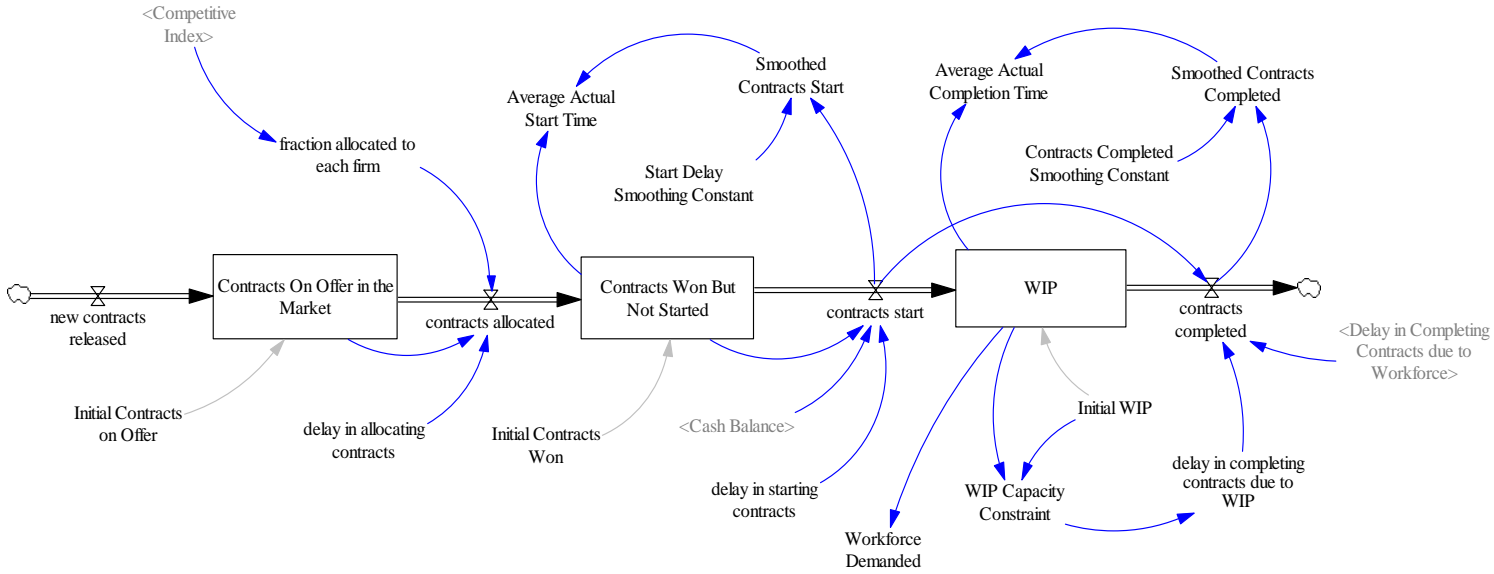 <Competitive
Index>
Smoothed
Contracts Start
Average Actual
Completion Time
Smoothed Contracts
Completed
Average Actual
Start Time
fraction allocated to
each firm
Start Delay
Smoothing Constant
Contracts Completed
Smoothing Constant
Contracts On Offer in the
Market
Contracts Won But
Not Started
WIP
new contracts
released
contracts allocated
contracts start
contracts
completed
<Delay in Completing
Contracts due to
Workforce>
Initial Contracts
on Offer
delay in allocating
contracts
Initial Contracts
Won
<Cash Balance>
Initial WIP
delay in starting
contracts
WIP Capacity
Constraint
delay in completing
contracts due to
WIP
Workforce
Demanded